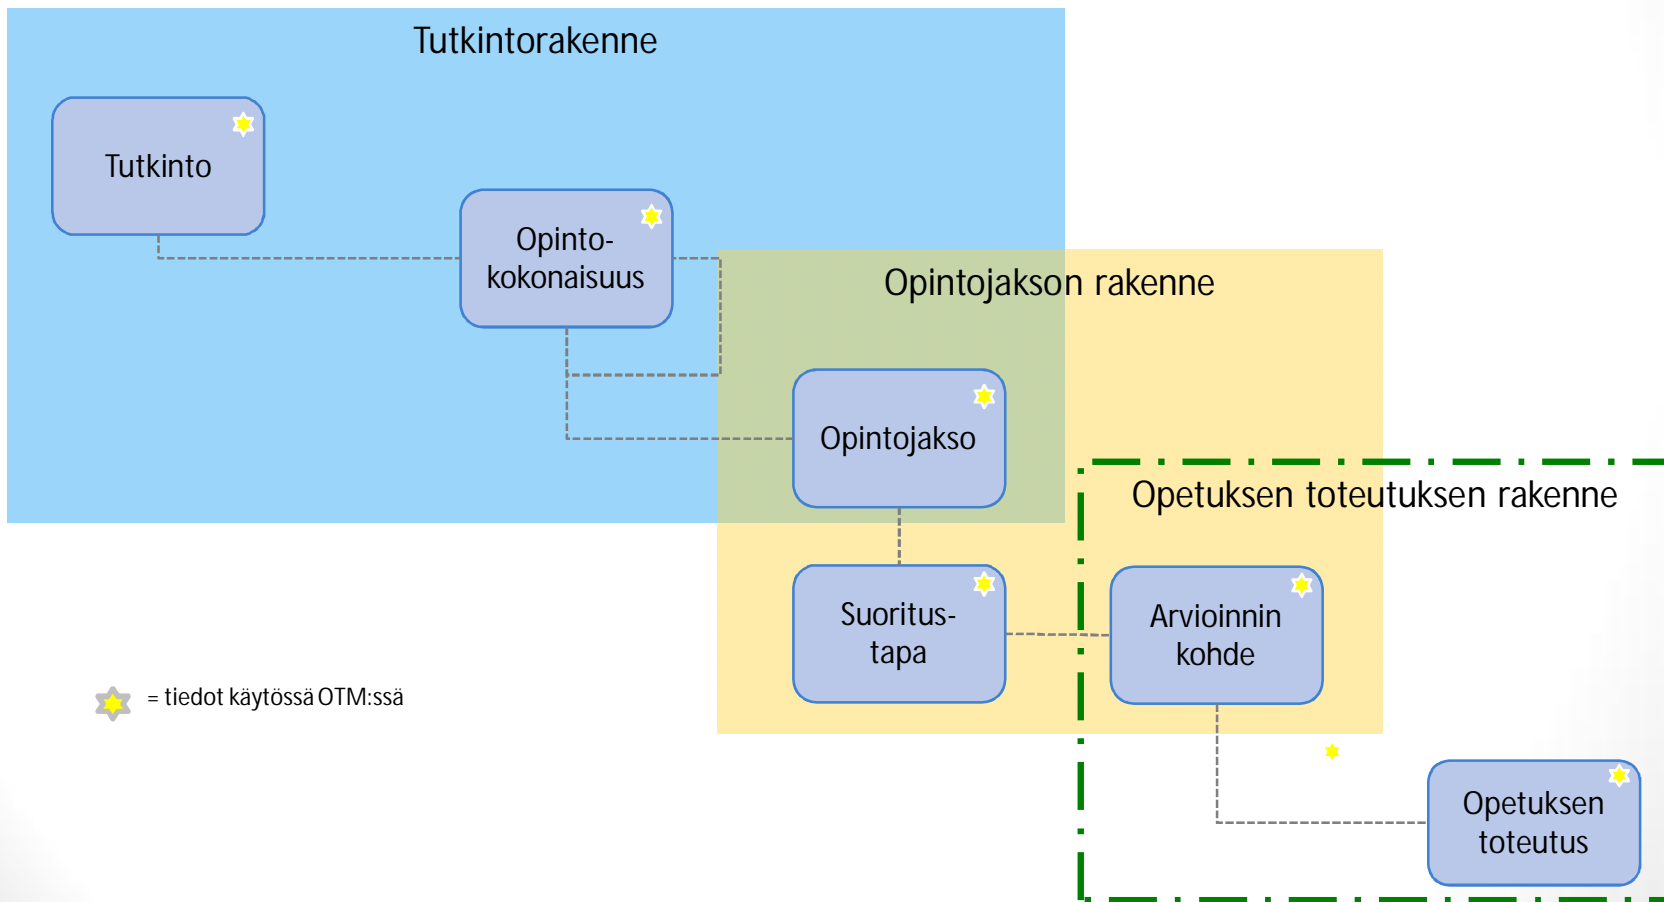 Tutkintorakenne
Tutkinto
Opinto-
kokonaisuus
Opintojakson rakenne
Opintojakso
Opetuksen toteutuksen rakenne
Suoritus-
tapa
Arvioinnin
kohde
= tiedot käytössä OTM:ssä
Opetuksen
toteutus